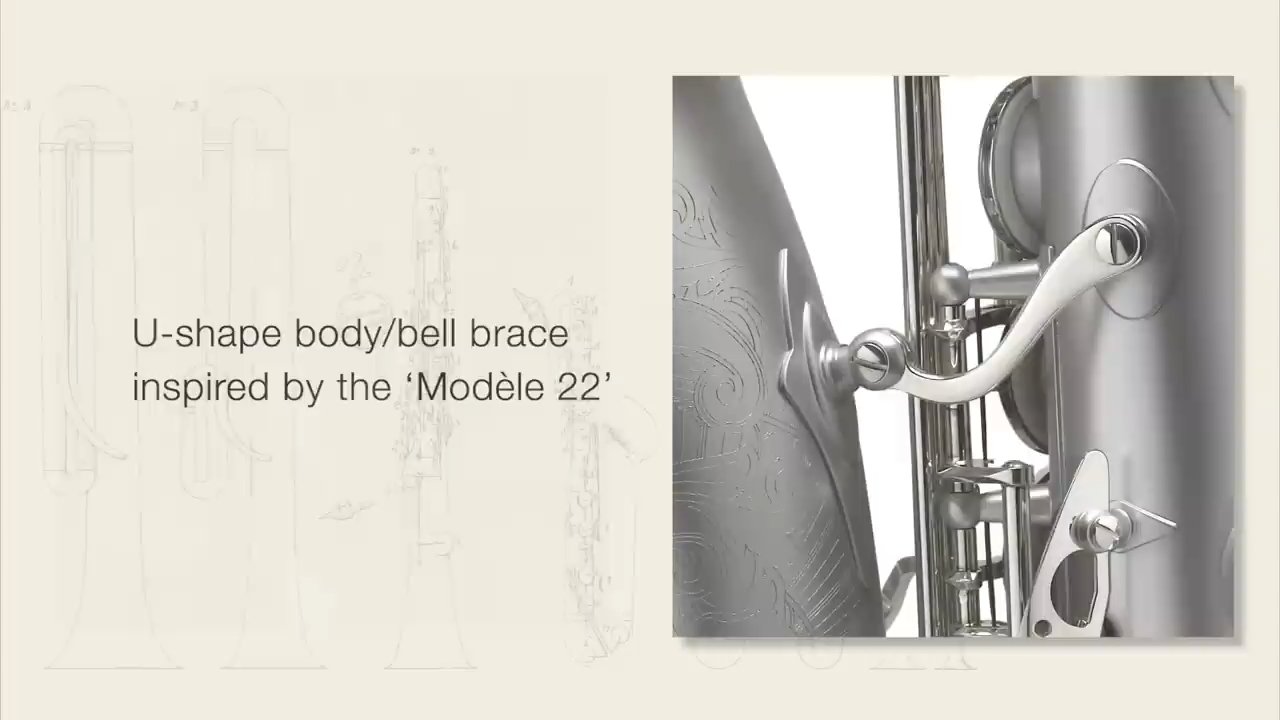 U-shape body/bell brace
inspired by the ‘Modèle 22’